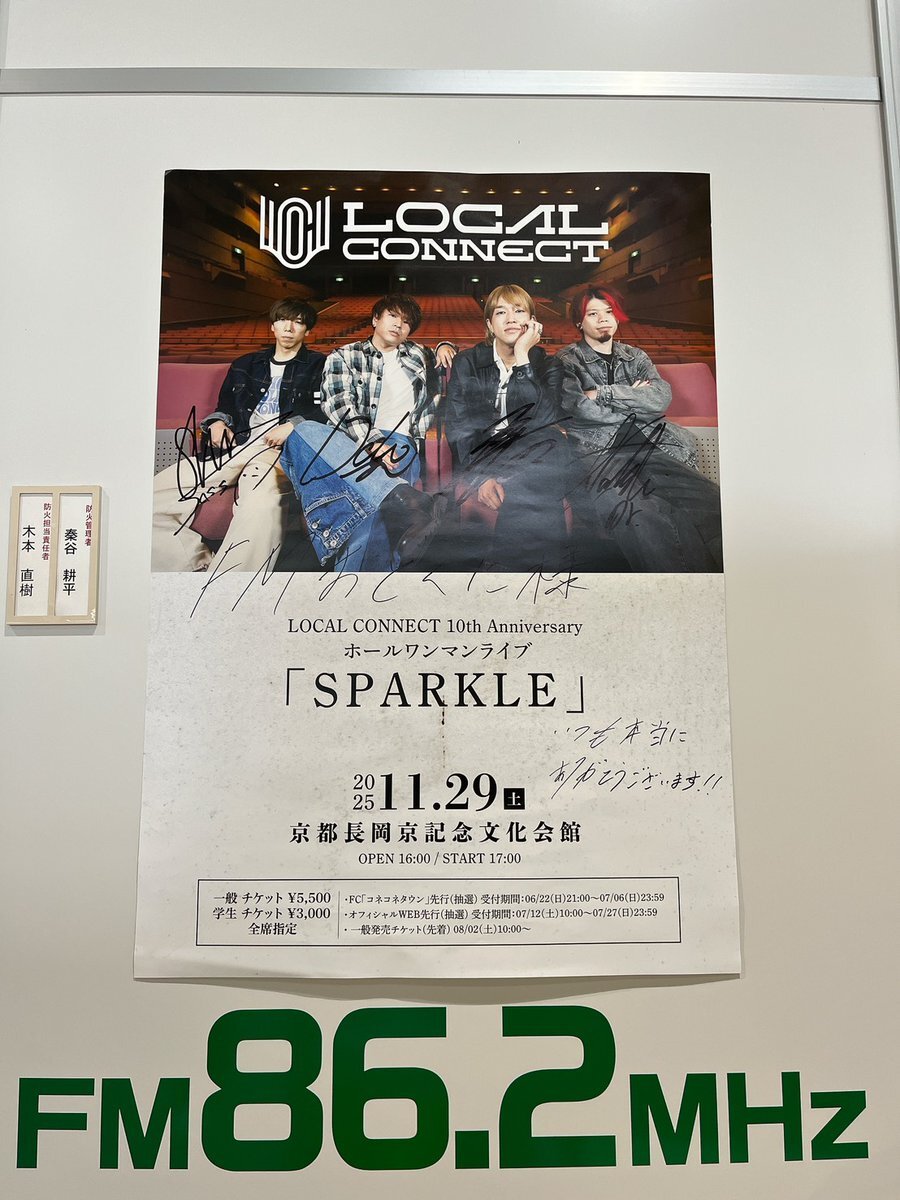 LOCAL
CONNECT
FMおとくに様
LOCAL CONNECT 10th Anniversary
ホールワンマンライブ
「SPARKLE」
いつも本当に
ありがとうございます!!
2025 11.29 土
京都長岡京記念文化会館
OPEN 16:00 / START 17:00
一般 チケット ¥5,500
学生 チケット ¥3,000
全席指定
・FC「コネコネタウン」先行(抽選) 受付期間:06/22(日)21:00〜07/06(日)23:59
・オフィシャルWEB先行(抽選) 受付期間:07/12(土)10:00〜07/27(日)23:59
・一般発売チケット(先着) 08/02(土)10:00〜
防火管理者
秦谷 耕平
防火担当責任者
木本 直樹
FM86.2MHz